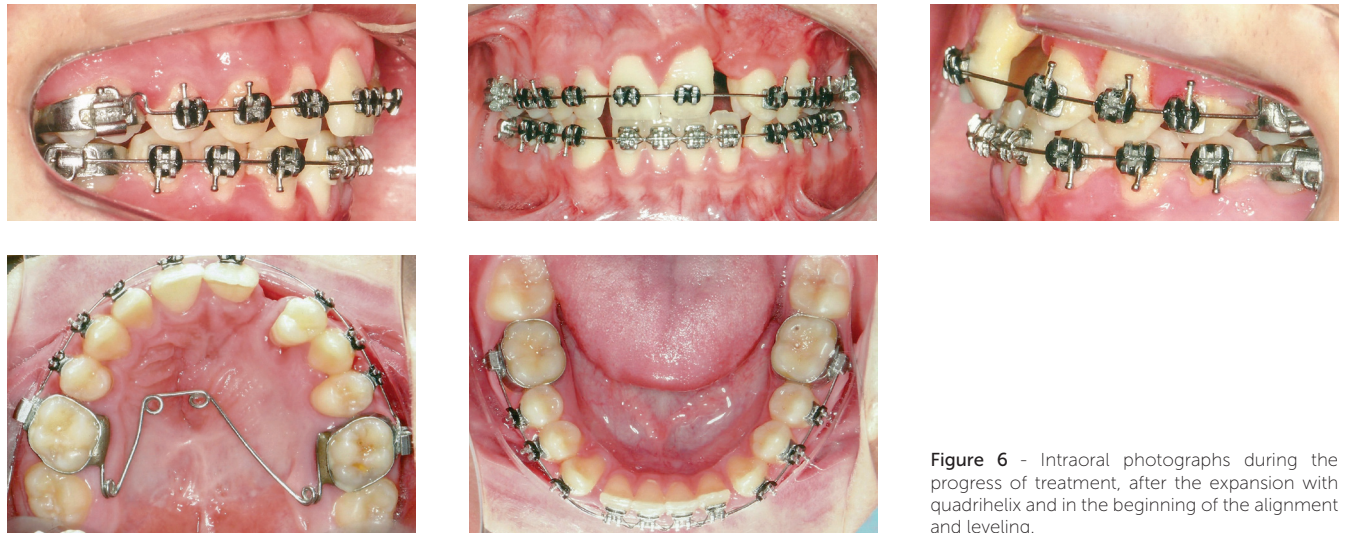 Figure 6 - Intraoral photographs during the
progress of treatment, after the expansion with
quadrihelix and in the beginning of the alignment
and leveling.